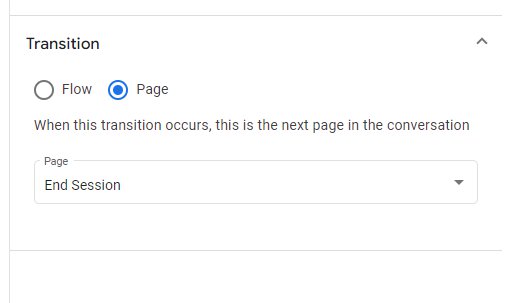 Transition
Flow Page
When this transition occurs, this is the next page in the conversation
Page
End Session